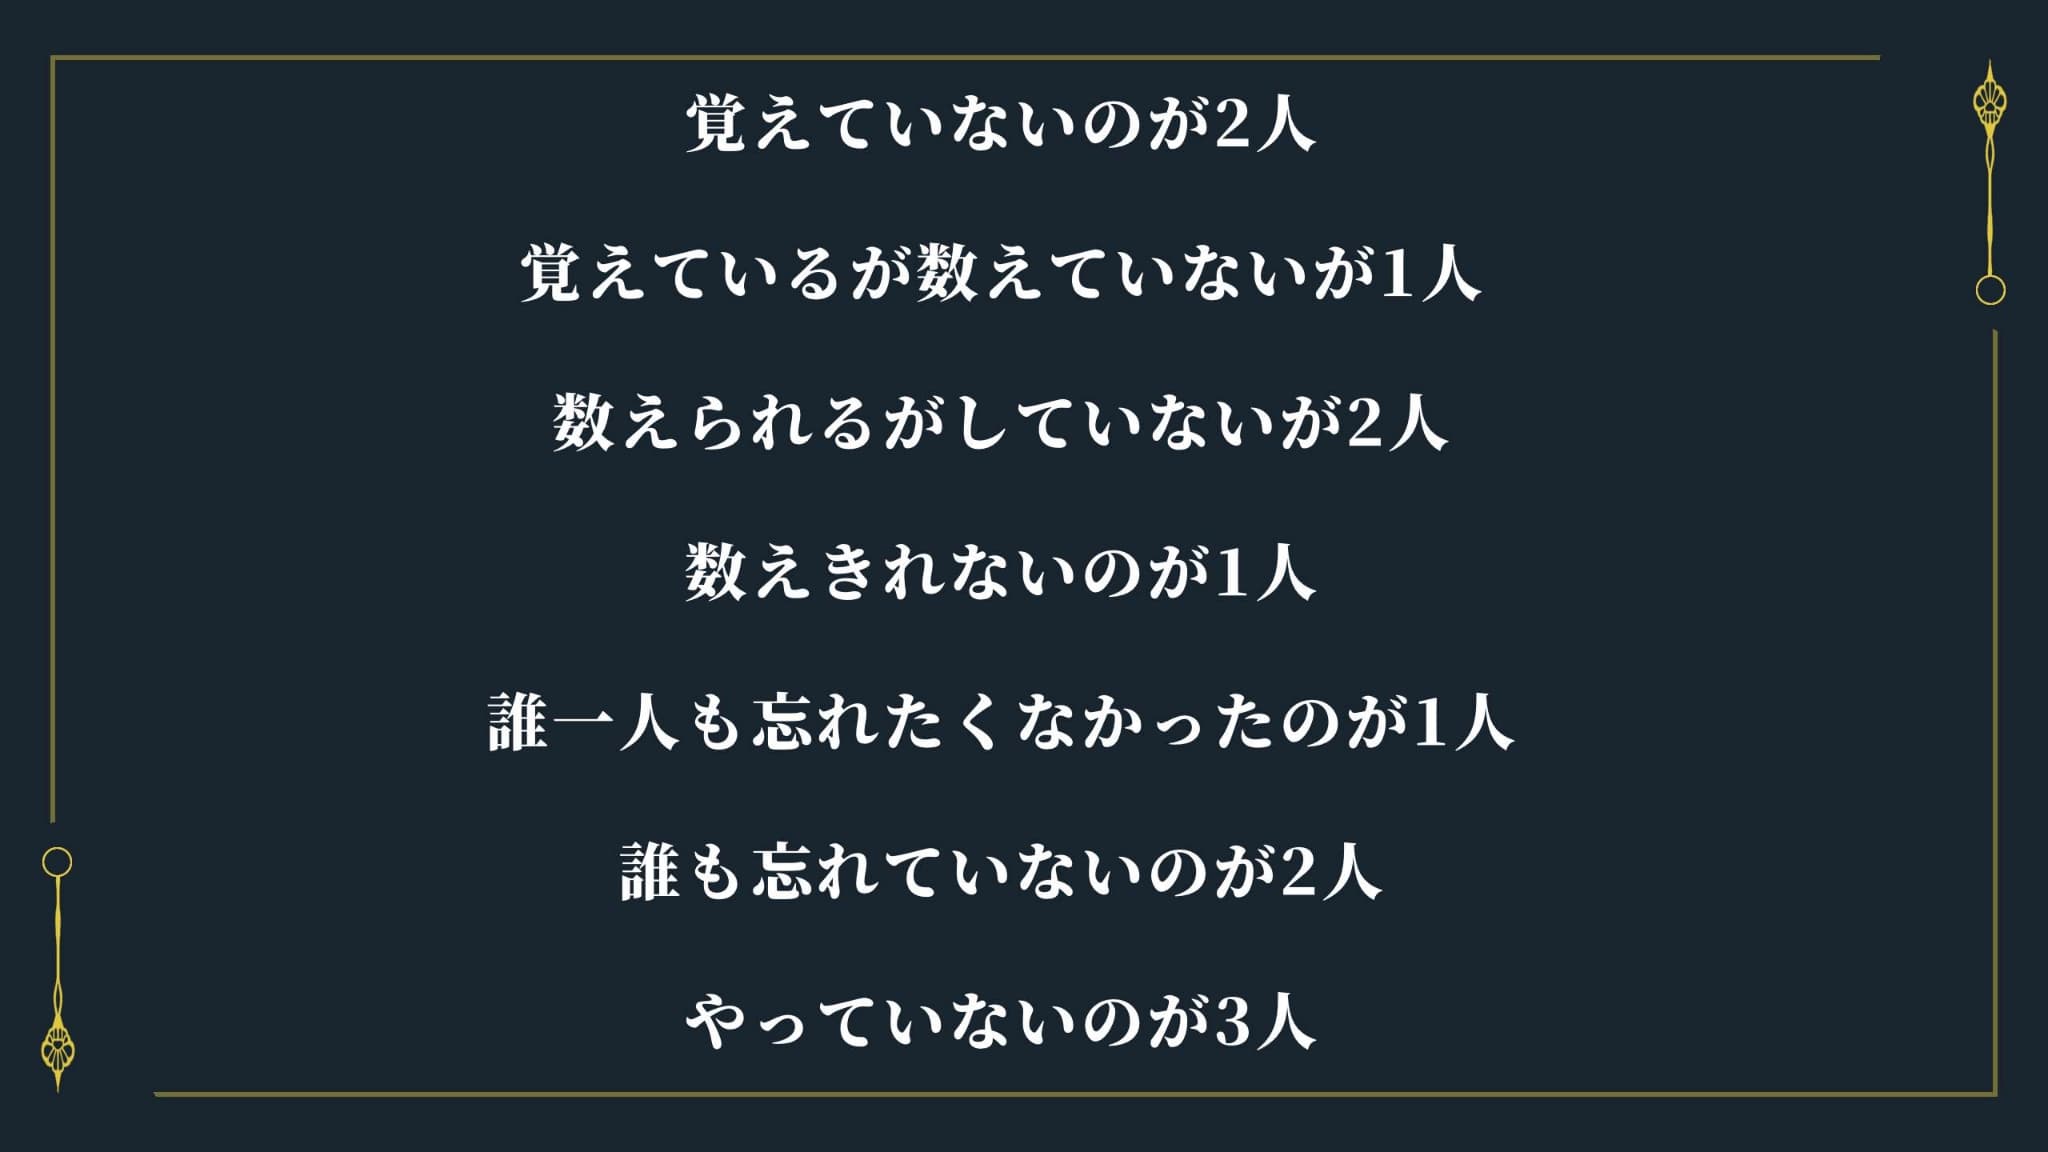 覚えていないのが2人
覚えているが数えていないが1人
数えられるがしていないが2人
数えきれないのが1人
誰一人も忘れたくなかったのが1人
誰も忘れていないのが2人
やっていないのが3人